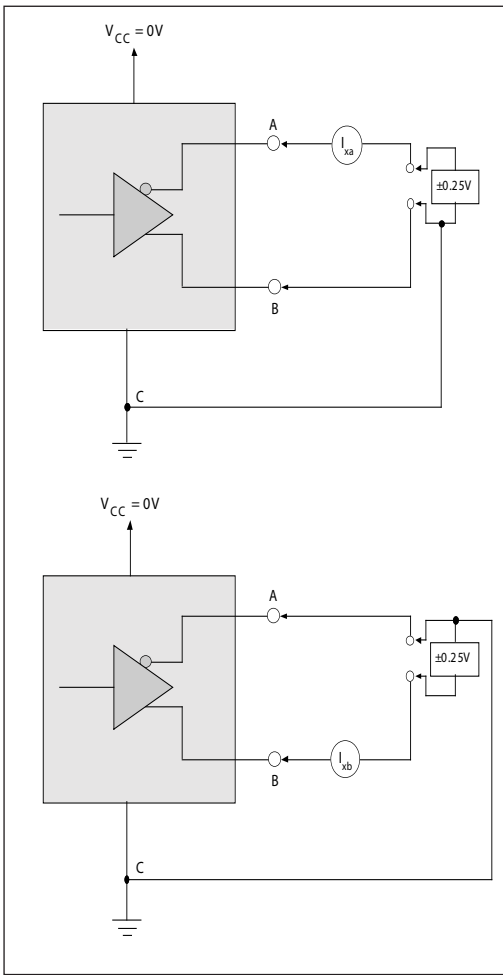 V_CC = 0V
A
I_xa
±0.25V
B
C
V_CC = 0V
A
±0.25V
B
I_xb
C